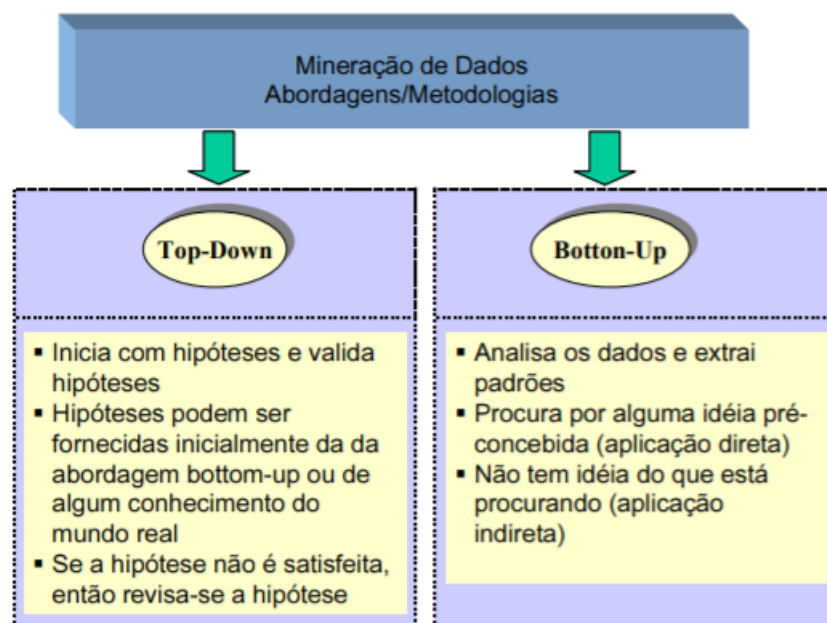 Mineração de Dados
Abordagens/Metodologias
Top-Down
▪ Inicia com hipóteses e valida
hipóteses
▪ Hipóteses podem ser
fornecidas inicialmente da da
abordagem bottom-up ou de
algum conhecimento do
mundo real
▪ Se a hipótese não é satisfeita,
então revisa-se a hipótese
Botton-Up
▪ Analisa os dados e extrai
padrões
▪ Procura por alguma idéia pré-
concebida (aplicação direta)
▪ Não tem idéia do que está
procurando (aplicação
indireta)